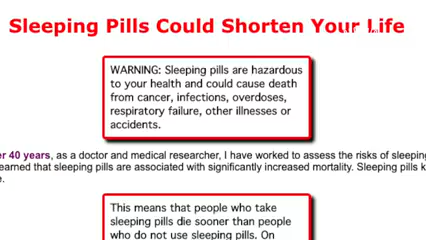 Sleeping Pills Could Shorten Your Life
WARNING: Sleeping pills are hazardous
to your health and could cause death
from cancer, infections, overdoses,
respiratory failure, other illnesses or
accidents.
40 years, as a doctor and medical researcher, I have worked to assess the risks of sleeping
earned that sleeping pills are associated with significantly increased mortality. Sleeping pills k
This means that people who take
sleeping pills die sooner than people
who do not use sleeping pills. On